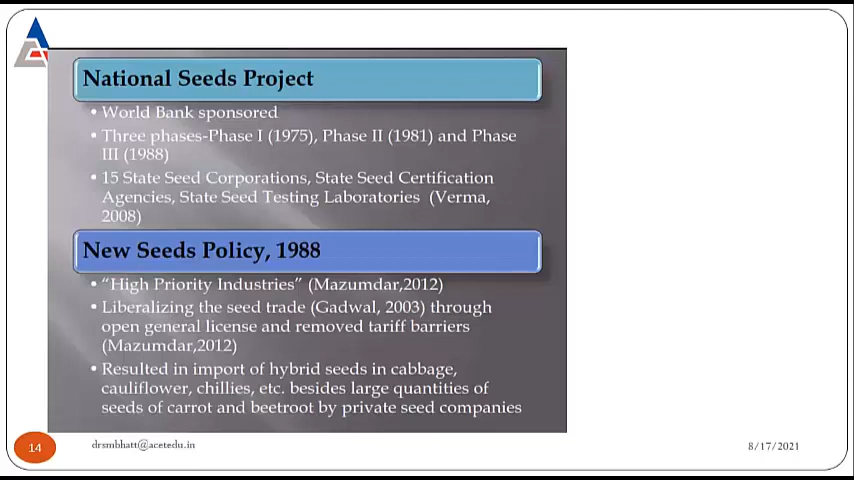 National Seeds Project
• World Bank sponsored
• Three phases-Phase I (1975), Phase II (1981) and Phase
III (1988)
• 15 State Seed Corporations, State Seed Certification
Agencies, State Seed Testing Laboratories (Verma,
2008)
New Seeds Policy, 1988
• “High Priority Industries” (Mazumdar,2012)
• Liberalizing the seed trade (Gadwal, 2003) through
open general license and removed tariff barriers
(Mazumdar,2012)
• Resulted in import of hybrid seeds in cabbage,
cauliflower, chillies, etc. besides large quantities of
seeds of carrot and beetroot by private seed companies
14
drsmbhatt@acetedu.in
8/17/2021